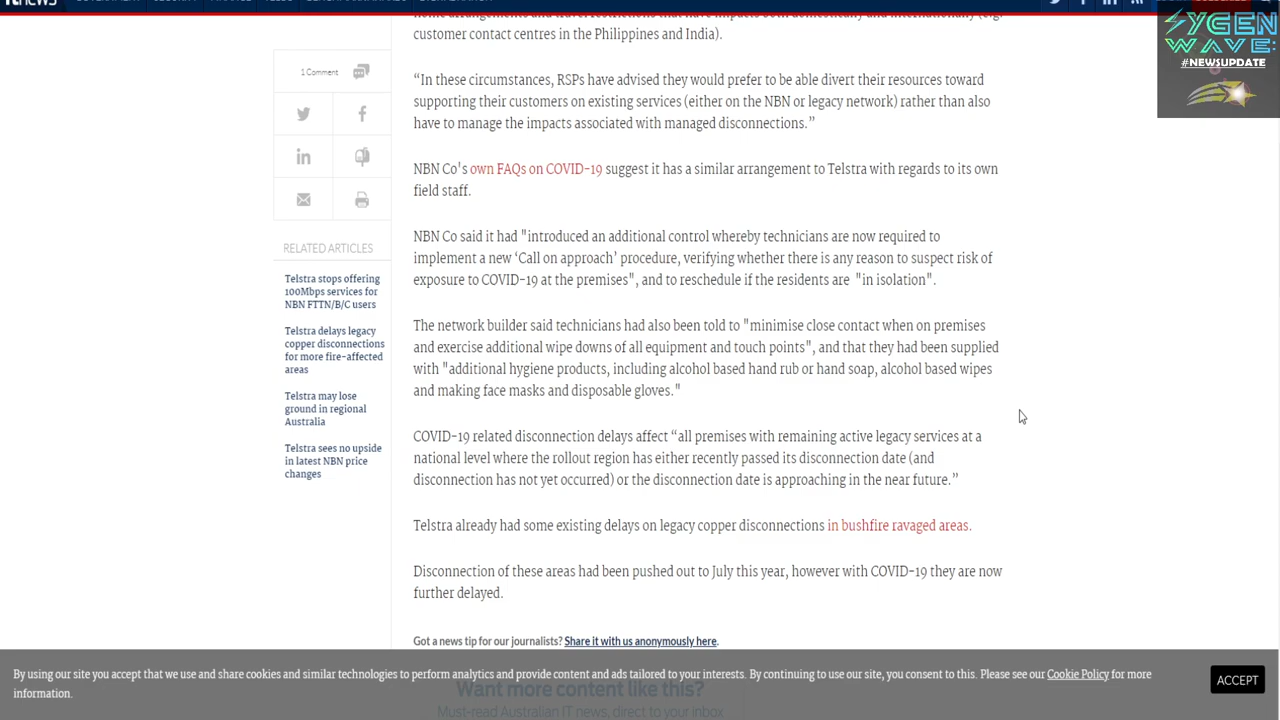 itnews
home arrangements and travel restrictions that have impacts both domestically and internationally (e.g.
customer contact centres in the Philippines and India).
SYGEN
WAVE:
#NEWSUPDATE
1 Comment
“In these circumstances, RSPs have advised they would prefer to be able divert their resources toward
supporting their customers on existing services (either on the NBN or legacy network) rather than also
have to manage the impacts associated with managed disconnections.”
NBN Co's own FAQs on COVID-19 suggest it has a similar arrangement to Telstra with regards to its own
field staff.
RELATED ARTICLES
Telstra stops offering
100Mbps services for
NBN FTTN/B/C users
Telstra delays legacy
copper disconnections
for more fire-affected
areas
Telstra may lose
ground in regional
Australia
Telstra sees no upside
in latest NBN price
changes
NBN Co said it had "introduced an additional control whereby technicians are now required to
implement a new ‘Call on approach’ procedure, verifying whether there is any reason to suspect risk of
exposure to COVID-19 at the premises", and to reschedule if the residents are "in isolation".
The network builder said technicians had also been told to "minimise close contact when on premises
and exercise additional wipe downs of all equipment and touch points", and that they had been supplied
with "additional hygiene products, including alcohol based hand rub or hand soap, alcohol based wipes
and making face masks and disposable gloves."
COVID-19 related disconnection delays affect “all premises with remaining active legacy services at a
national level where the rollout region has either recently passed its disconnection date (and
disconnection has not yet occurred) or the disconnection date is approaching in the near future.”
Telstra already had some existing delays on legacy copper disconnections in bushfire ravaged areas.
Disconnection of these areas had been pushed out to July this year, however with COVID-19 they are now
further delayed.
Got a news tip for our journalists? Share it with us anonymously here.
By using our site you accept that we use and share cookies and similar technologies to perform analytics and provide content and ads tailored to your interests. By continuing to use our site, you consent to this. Please see our Cookie Policy for more
information.
ACCEPT
Want more content like this?
Must-read Australian IT news, direct to your inbox